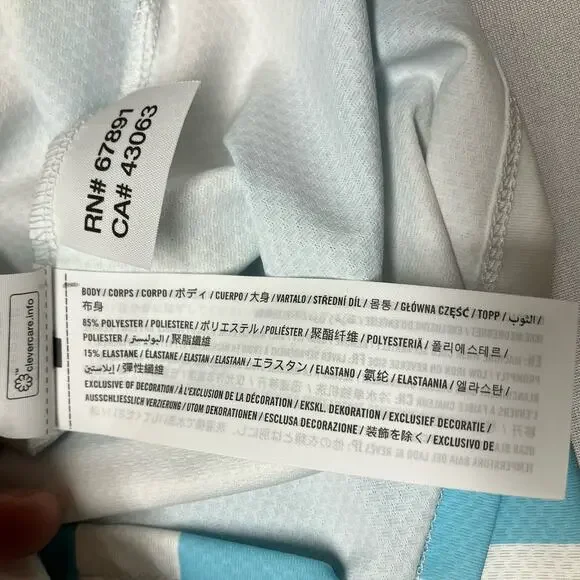 RN# 67891
CA# 43063
clevercare.info
BODY / CORPS / CORPO / ボディ / CUERPO / 大身 / VARTALO / STŘEDNÍ DÍL / 몸통 / GŁÓWNA CZĘŚĆ / TOPP / الثوب /
布身
85% POLYESTER / POLIESTERE / ポリエステル / POLIÉSTER / 聚酯纤维 / POLYESTERIÄ / 폴리에스테르 /
POLIESTER / البوليستر / 聚脂纖維
15% ELASTANE / ÉLASTANE / ELASTAN / ELASTAAN / エラスタン / ELASTANO / 氨纶 / ELASTAANIA / 엘라스탄 /
إيلاستين / 彈性纖維
EXCLUSIVE OF DECORATION / À L'EXCLUSION DE LA DÉCORATION / EKSKL. DEKORATION / EXCLUSIEF DECORATIE /
AUSSCHLIESSLICH VERZIERUNG / UTOM DEKORATIONEN / ESCLUSA DECORAZIONE / 装飾を除く / EXCLUSIVO DE